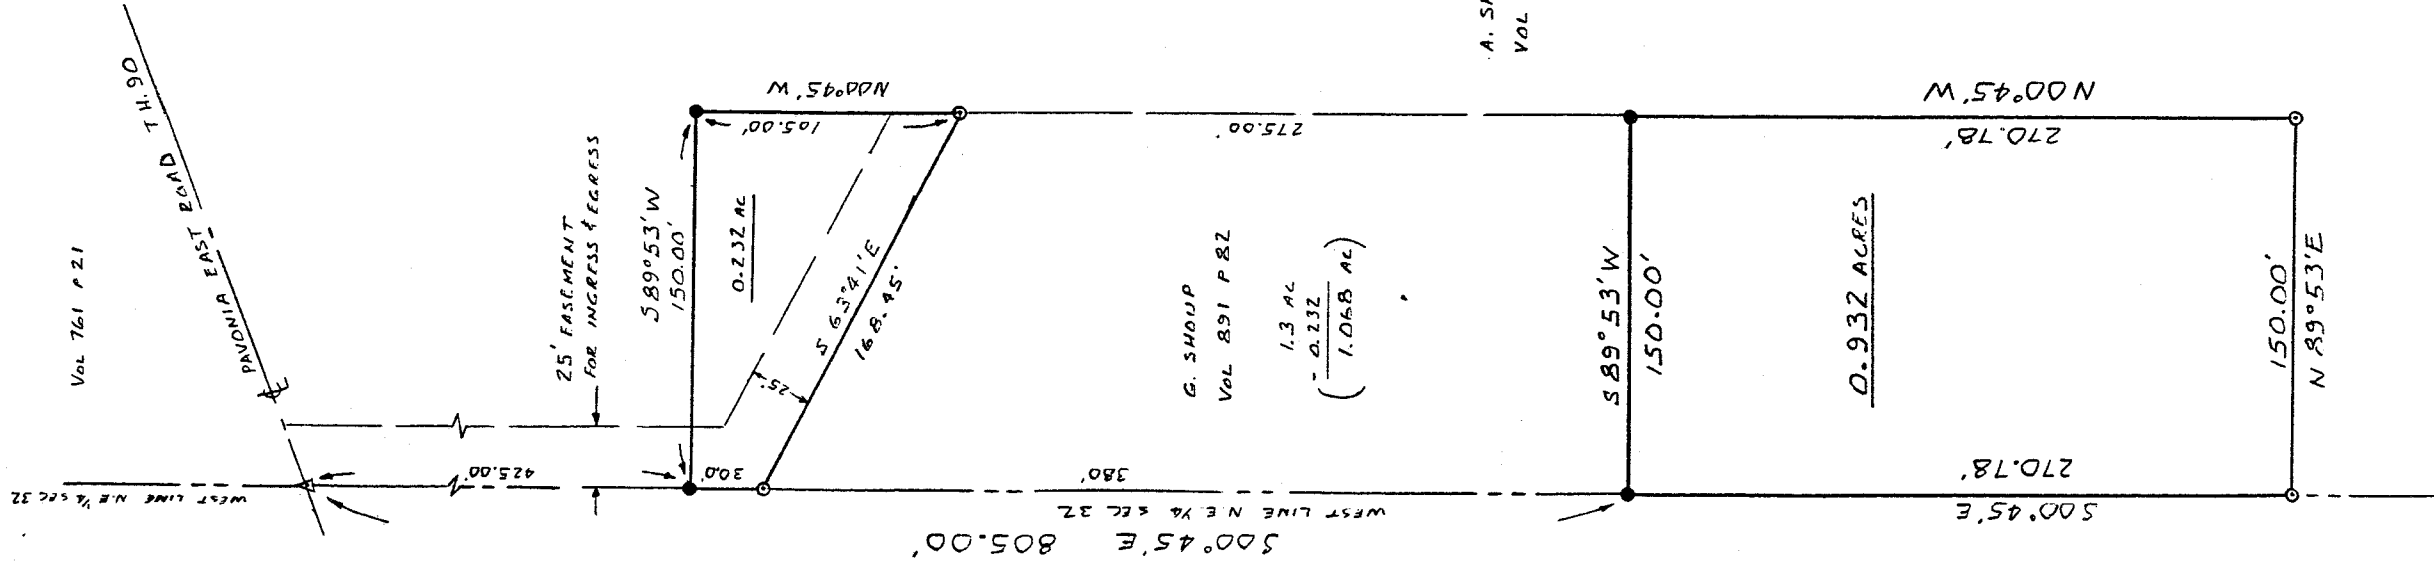 VOL 761 P 21
PAVONIA EAST ROAD T.H. 90
WEST LINE N.E. 1/4 SEC 32
425.00'
25' EASEMENT
FOR INGRESS & EGRESS
S 89° 53' W
150.00'
0.232 AC
N00°45'W
105.00'
30.0'
25'
S 63°41'E
168.45'
275.00'
380'
WEST LINE N.E. 1/4 SEC 32
S00°45'E 805.00'
G. SHOUP
VOL 891 P 82
1.3 AC
- 0.232
(1.068 AC)
A. SH
VOL
S 89° 53' W
150.00'
N 00°45' W
270.78'
0.932 ACRES
270.78'
S00°45'E
150.00'
N 89° 53' E